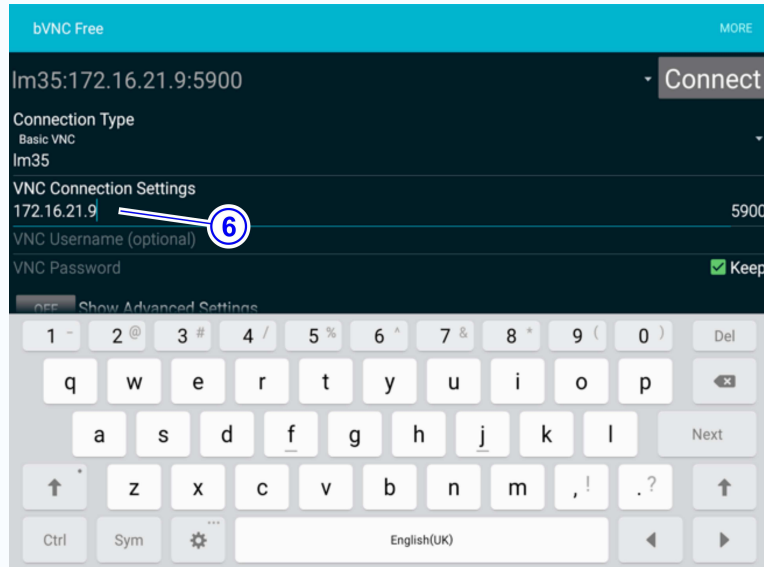 bVNC Free MORE
lm35:172.16.21.9:5900 Connect
Connection Type
Basic VNC
lm35
VNC Connection Settings
172.16.21.9 5900
6
VNC Username (optional)
VNC Password Keep
OFF Show Advanced Settings
1 - 2 @ 3 # 4 / 5 % 6 ^ 7 & 8 * 9 ( 0 ) Del
q w e r t y u i o p
a s d f g h j k l Next
z x c v b n m , ! . ?
Ctrl Sym English(UK)